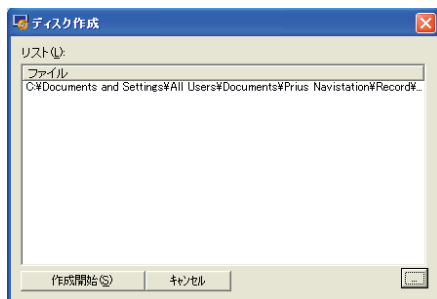 ディスク作成
リスト(L):
ファイル
C:¥Documents and Settings¥All Users¥Documents¥Prius Navistation¥Record¥...
作成開始(S)
キャンセル
...